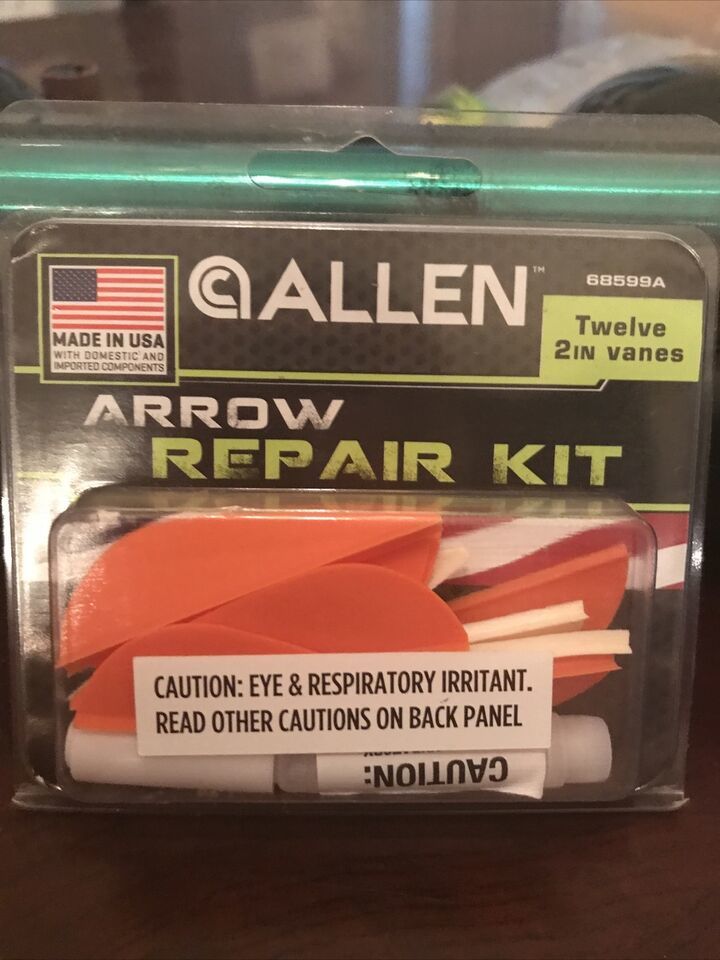 ALLEN™
68599A
MADE IN USA
WITH DOMESTIC AND
IMPORTED COMPONENTS
Twelve
2IN vanes
ARROW
REPAIR KIT
CAUTION: EYE & RESPIRATORY IRRITANT.
READ OTHER CAUTIONS ON BACK PANEL
CAUTION: